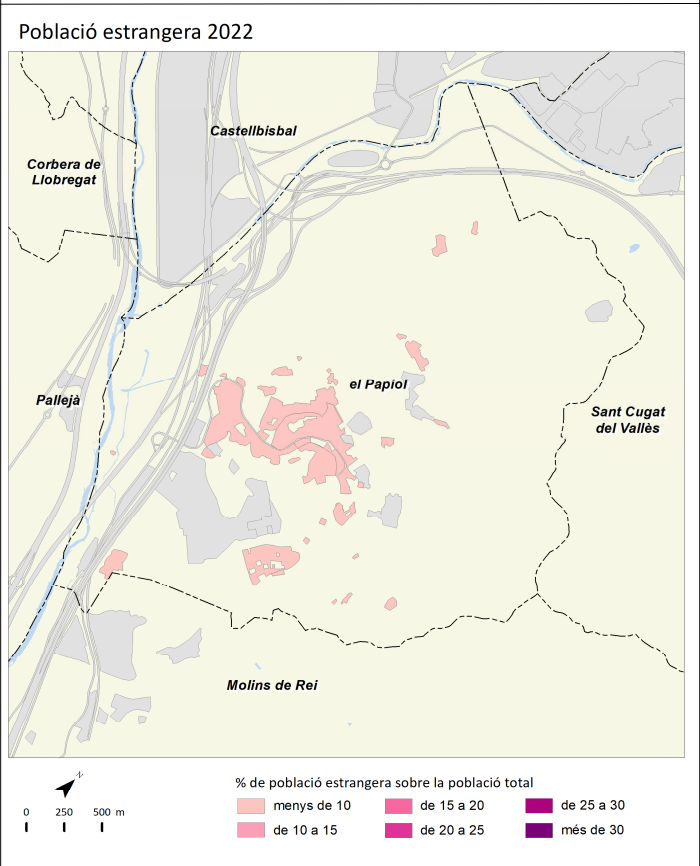 Població estrangera 2022
Castellbisbal
Corbera de
Llobregat
el Papiol
Pallejà
Sant Cugat
del Vallès
Molins de Rei
N
% de població estrangera sobre la població total
0 250 500 m
menys de 10
de 15 a 20
de 25 a 30
de 10 a 15
de 20 a 25
més de 30